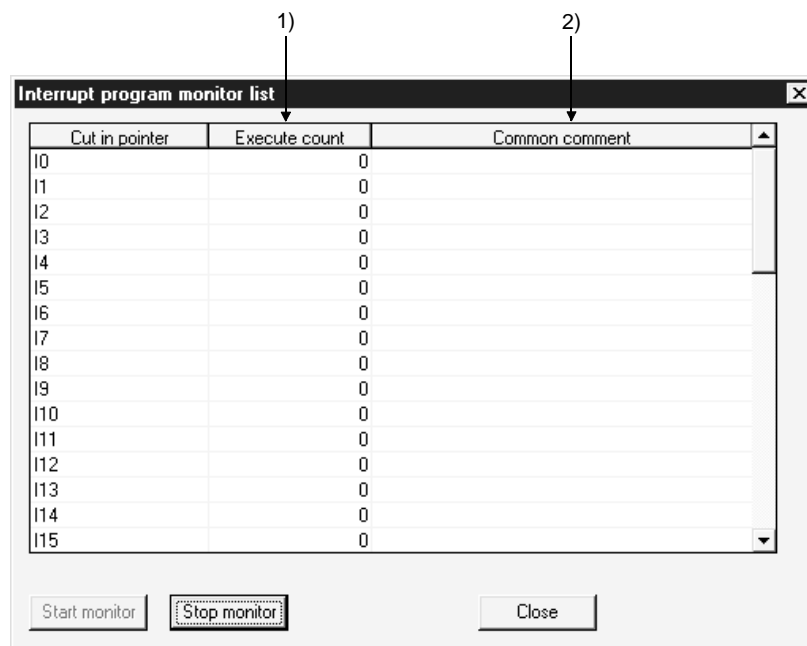 1) 2)
Interrupt program monitor list
Cut in pointer Execute count Common comment
I0 0
I1 0
I2 0
I3 0
I4 0
I5 0
I6 0
I7 0
I8 0
I9 0
I10 0
I11 0
I12 0
I13 0
I14 0
I15 0
Start monitor Stop monitor Close